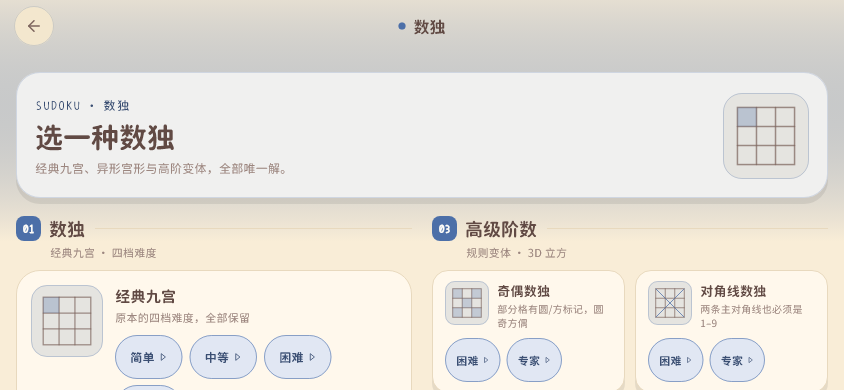 数独
SUDOKU • 数独
选一种数独
经典九宫、异形宫形与高阶变体，全部唯一解。
01 数独
经典九宫 • 四档难度
经典九宫
原本的四档难度，全部保留
简单 中等 困难
03 高级阶数
规则变体 • 3D 立方
奇偶数独
部分格有圆/方标记，圆
奇方偶
困难 专家
对角线数独
两条主对角线也必须是
1–9
困难 专家